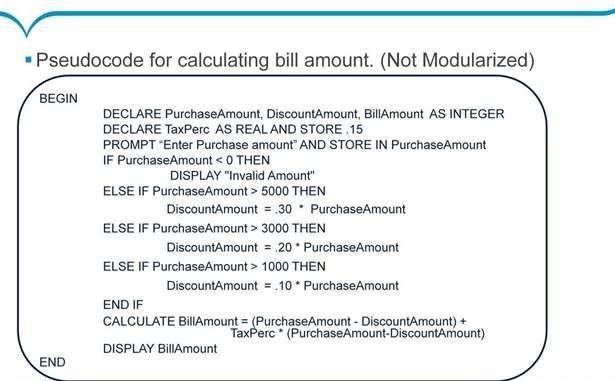 Pseudocode for calculating bill amount. (Not Modularized)
BEGIN
DECLARE PurchaseAmount, DiscountAmount, BillAmount AS INTEGER
DECLARE TaxPerc AS REAL AND STORE .15
PROMPT “Enter Purchase amount” AND STORE IN PurchaseAmount
IF PurchaseAmount < 0 THEN
DISPLAY "Invalid Amount"
ELSE IF PurchaseAmount > 5000 THEN
DiscountAmount = .30 * PurchaseAmount
ELSE IF PurchaseAmount > 3000 THEN
DiscountAmount = .20 * PurchaseAmount
ELSE IF PurchaseAmount > 1000 THEN
DiscountAmount = .10 * PurchaseAmount
END IF
CALCULATE BillAmount = (PurchaseAmount - DiscountAmount) +
TaxPerc * (PurchaseAmount-DiscountAmount)
DISPLAY BillAmount
END